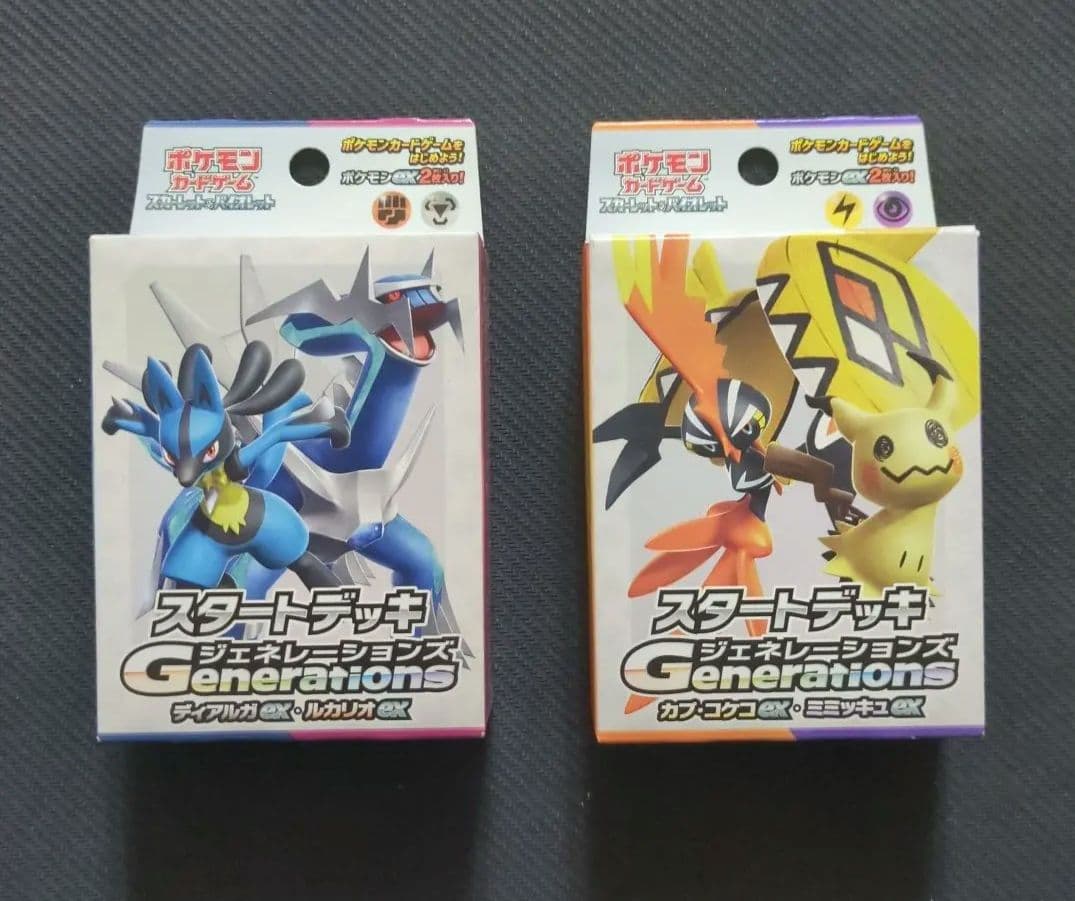 ポケモン
カードゲーム
スカーレット&バイオレット
ポケモンカードゲームを
はじめよう!
ポケモンex2枚入り!
スタートデッキ
ジェネレーションズ
Generations
ディアルガex・ルカリオex
ポケモン
カードゲーム
スカーレット&バイオレット
ポケモンカードゲームを
はじめよう!
ポケモンex2枚入り!
スタートデッキ
ジェネレーションズ
Generations
カプ・コケコex・ミミッキュex